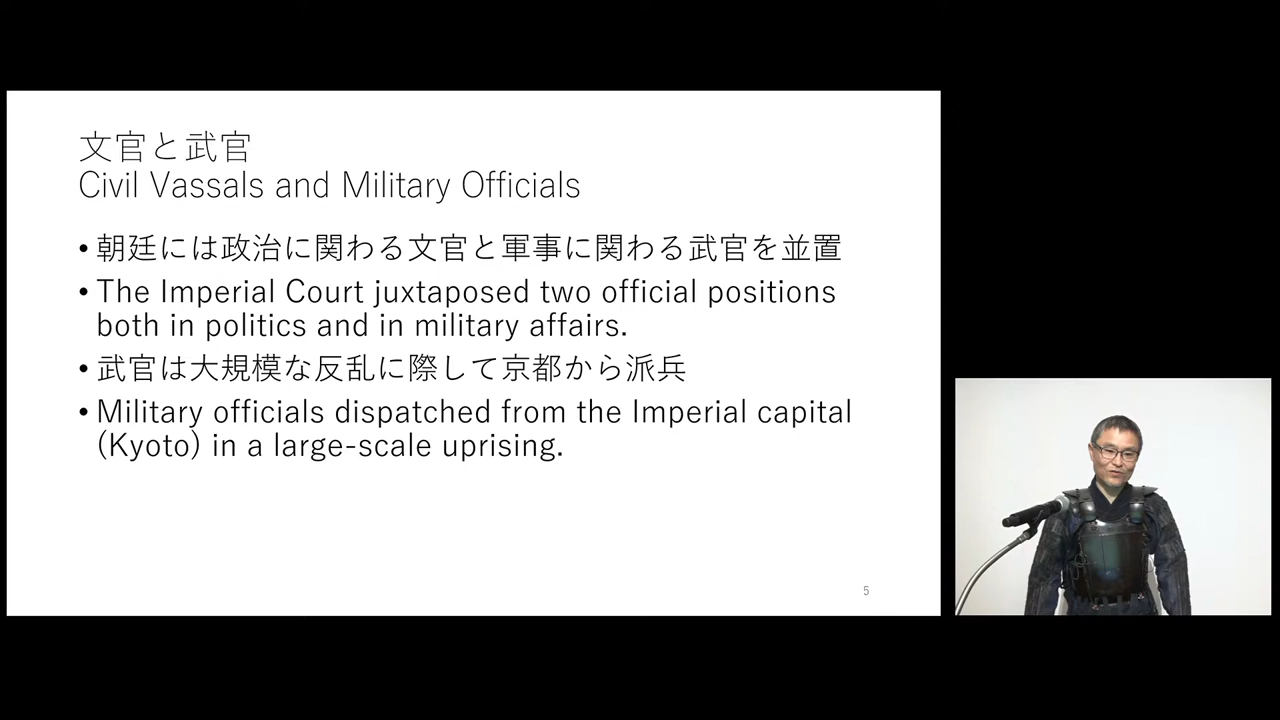 文官と武官
Civil Vassals and Military Officials
• 朝廷には政治に関わる文官と軍事に関わる武官を並置
• The Imperial Court juxtaposed two official positions
both in politics and in military affairs.
• 武官は大規模な反乱に際して京都から派兵
• Military officials dispatched from the Imperial capital
(Kyoto) in a large-scale uprising.
5